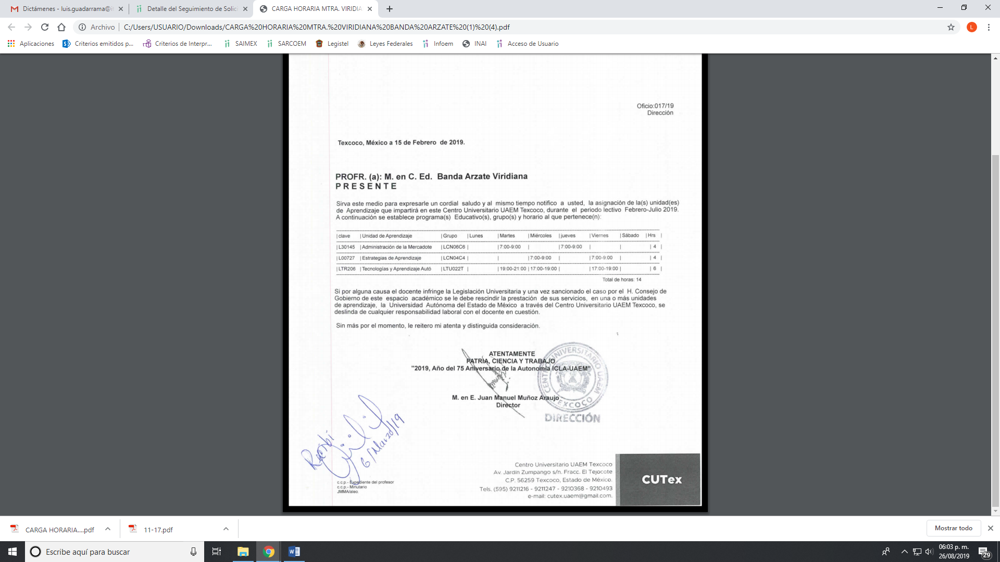 Dictámenes - luis.guadarrama@i
Detalle del Seguimiento de Solici
CARGA HORARIA MTRA. VIRIDIA
Archivo | C:/Users/USUARIO/Downloads/CARGA%20HORARIA%20MTRA.%20VIRIDIANA%20BANDA%20ARZATE%20(1)%20(4).pdf
L
Aplicaciones Criterios emitidos p... Criterios de Interpr... SAIMEX SARCOEM Legistel Leyes Federales Infoem INAI Acceso de Usuario
Oficio:017/19
Dirección
Texcoco, México a 15 de Febrero de 2019.
PROFR. (a): M. en C. Ed. Banda Arzate Viridiana
P R E S E N T E
Sirva este medio para expresarle un cordial saludo y al mismo tiempo notifico a usted, la asignación de la(s) unidad(es)
de Aprendizaje que impartirá en este Centro Universitario UAEM Texcoco, durante el periodo lectivo Febrero-Julio 2019.
A continuación se establece programa(s) Educativo(s), grupo(s) y horario al que pertenece(n):
|clave |Unidad de Aprendizaje |Grupo |Lunes |Martes |Miércoles |jueves |Viernes |Sábado |Hrs |
|L30145 |Administración de la Mercadote |LCN06C6 | |7:00-9:00 | |7:00-9:00 | | |4 |
|L00727 |Estrategias de Aprendizaje |LCN04C4 | | |7:00-9:00 | |7:00-9:00 | |4 |
|LTR206 |Tecnologías y Aprendizaje Autó |LTU022T | |19:00-21:00 |17:00-19:00 | |17:00-19:00 | |6 |
Total de horas: 14
Si por alguna causa el docente infringe la Legislación Universitaria y una vez sancionado el caso por el H. Consejo de
Gobierno de este espacio académico se le debe rescindir la prestación de sus servicios, en una o más unidades
de aprendizaje, la Universidad Autónoma del Estado de México a través del Centro Universitario UAEM Texcoco, se
deslinda de cualquier responsabilidad laboral con el docente en cuestión.
Sin más por el momento, le reitero mi atenta y distinguida consideración.
ATENTAMENTE
PATRIA, CIENCIA Y TRABAJO
"2019, Año del 75 Aniversario de la Autonomía ICLA-UAEM"
CENTRO UNIVERSITARIO UAEM
TEXCOCO
DIRECCIÓN
M. en E. Juan Manuel Muñoz Araujo
Director
Recibi
6/Marzo/19
c.c.p.- Expediente del profesor
c.c.p.- Minutario
JMMA/aleo.
Centro Universitario UAEM Texcoco
Av. Jardín Zumpango s/n. Fracc. El Tejocote
C.P. 56259 Texcoco, Estado de México.
Tels. (595) 9211216 - 9211247 - 9210368 - 9210493
e-mail: cutex.uaem@gmail.com.
CUTex
CARGA HORARIA....pdf
11-17.pdf
Mostrar todo
Escribe aquí para buscar
06:03 p. m.
26/08/2019
29